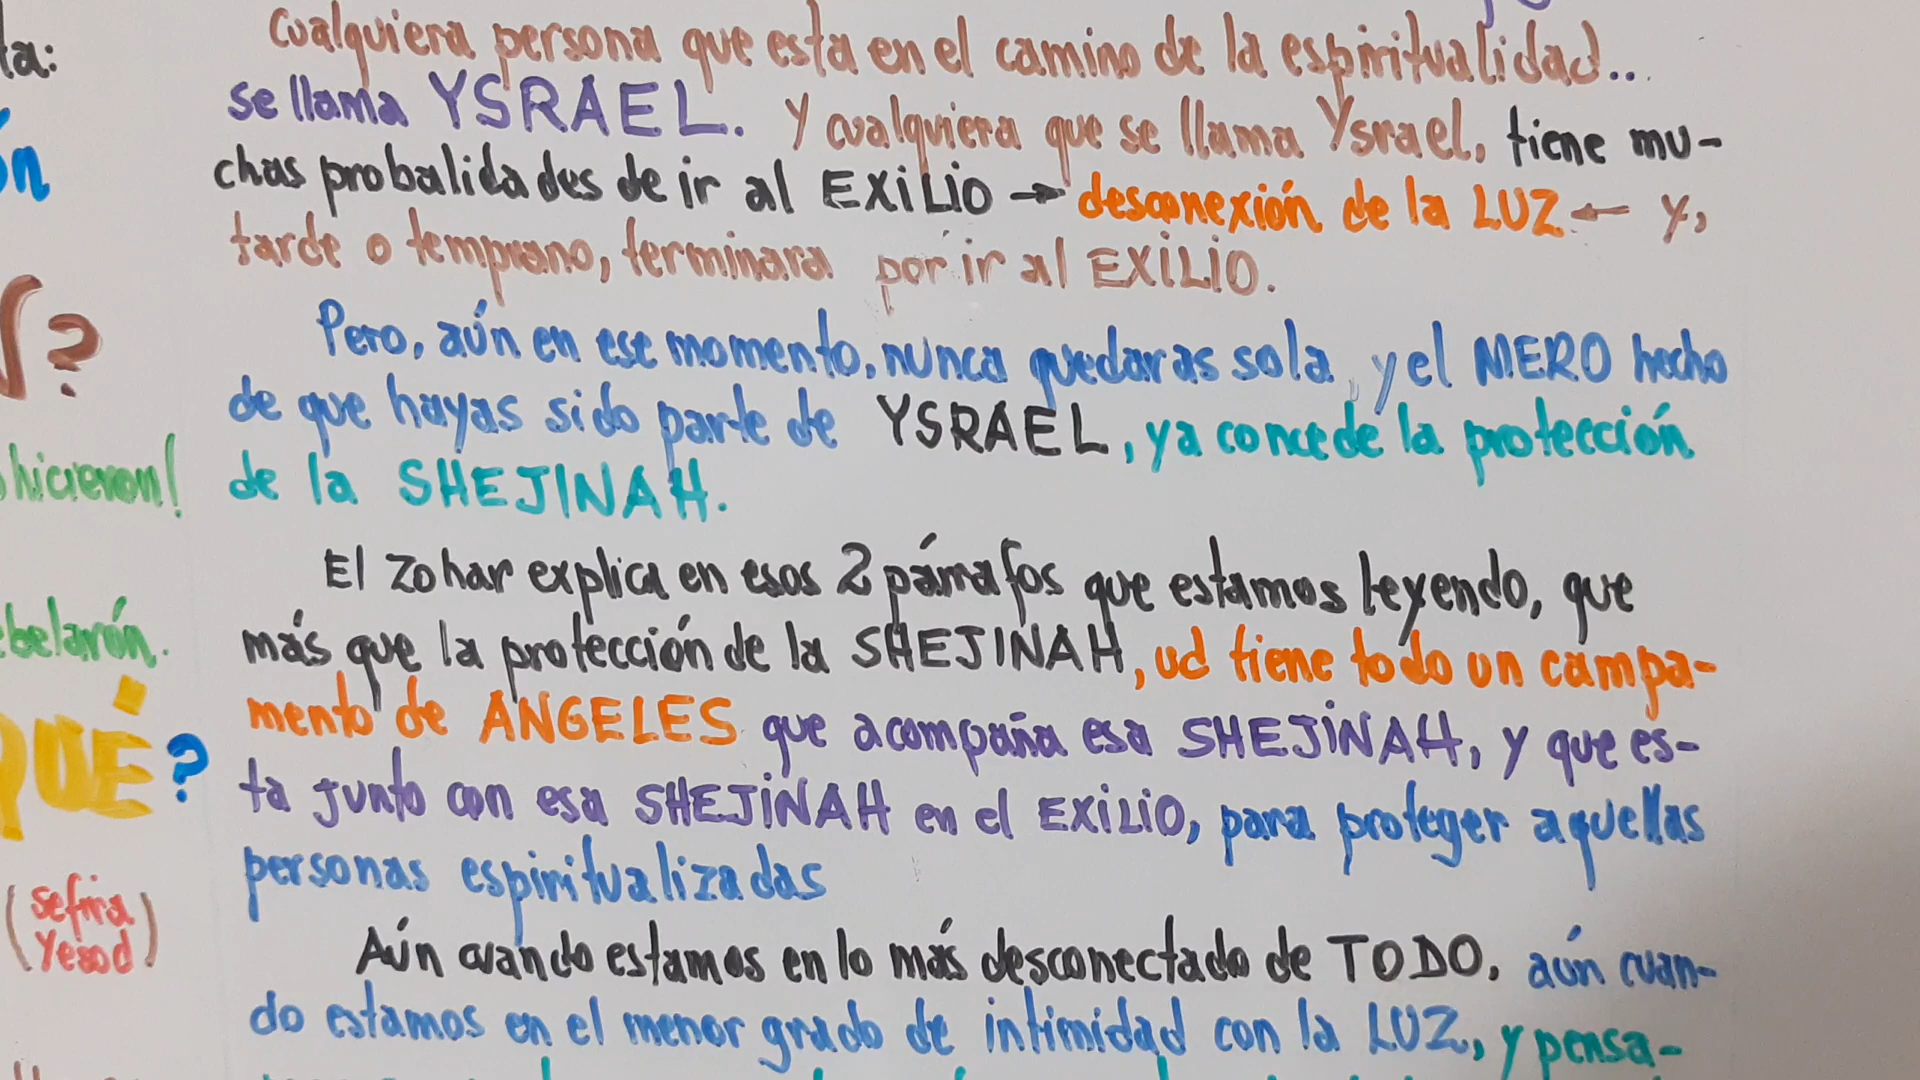 ta:
ón
?
hicieron!
belarón.
QUÉ?
(sefira
Yesod)
Cualquiera persona que esta en el camino de la espiritualidad...
se llama YSRAEL. Y cualquiera que se llama Ysrael, tiene mu-
chas probalidades de ir al EXILIO → desconexión de la LUZ ← y,
tarde o temprano, terminara por ir al EXILIO.
Pero, aún en ese momento, nunca quedaras sola, y el MERO hecho
de que hayas sido parte de YSRAEL, ya concede la protección
de la SHEJINAH.
El Zohar explica en esos 2 párrafos que estamos leyendo, que
más que la protección de la SHEJINAH, ud tiene todo un campa-
mento de ANGELES que acompaña esa SHEJINAH, y que es-
ta junto con esa SHEJINAH en el EXILIO, para proteger aquellas
personas espiritualizadas
Aún cuando estamos en lo más desconectado de TODO, aún cuan-
do estamos en el menor grado de intimidad con la LUZ, y pensa-